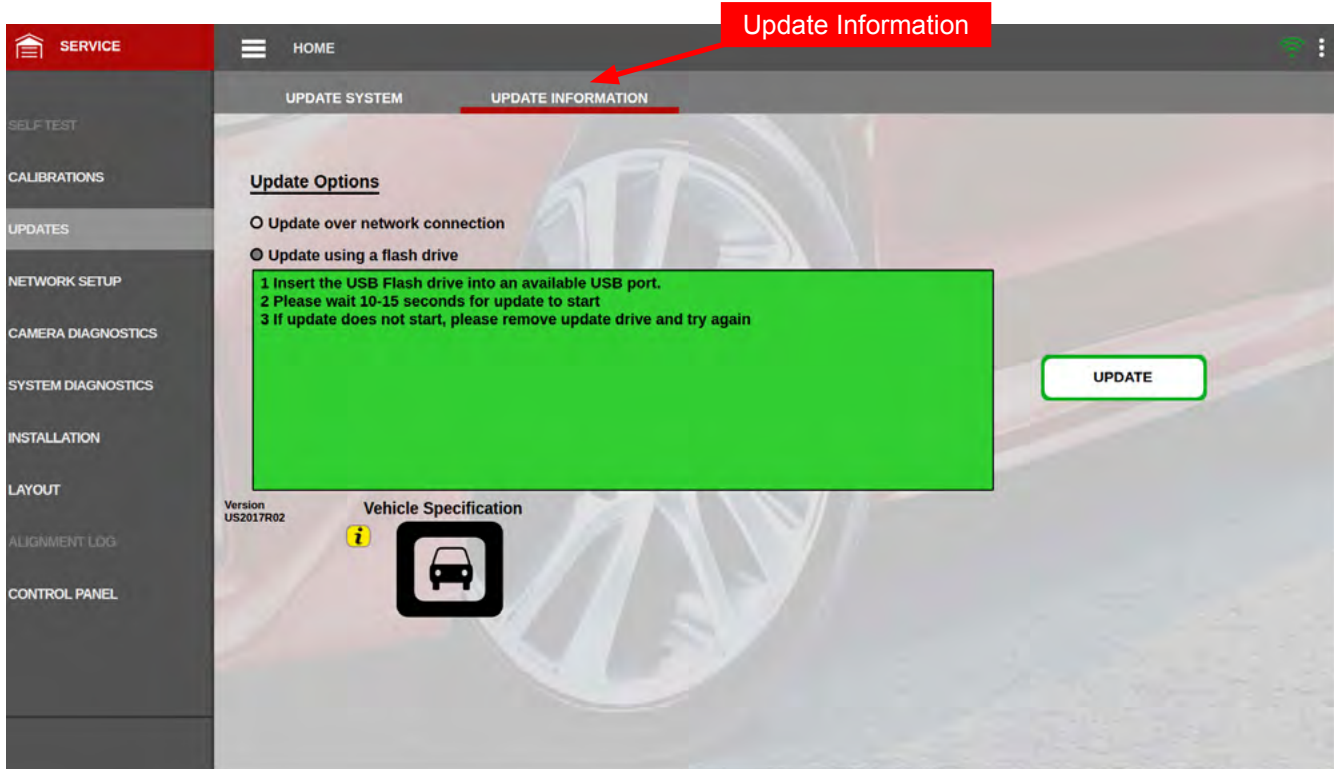 Update Information
SERVICE
HOME
UPDATE SYSTEM
UPDATE INFORMATION
SELF TEST
CALIBRATIONS
UPDATES
NETWORK SETUP
CAMERA DIAGNOSTICS
SYSTEM DIAGNOSTICS
INSTALLATION
LAYOUT
ALIGNMENT LOG
CONTROL PANEL
Update Options
Update over network connection
Update using a flash drive
1 Insert the USB Flash drive into an available USB port.
2 Please wait 10-15 seconds for update to start
3 If update does not start, please remove update drive and try again
UPDATE
Version
US2017R02
Vehicle Specification
i